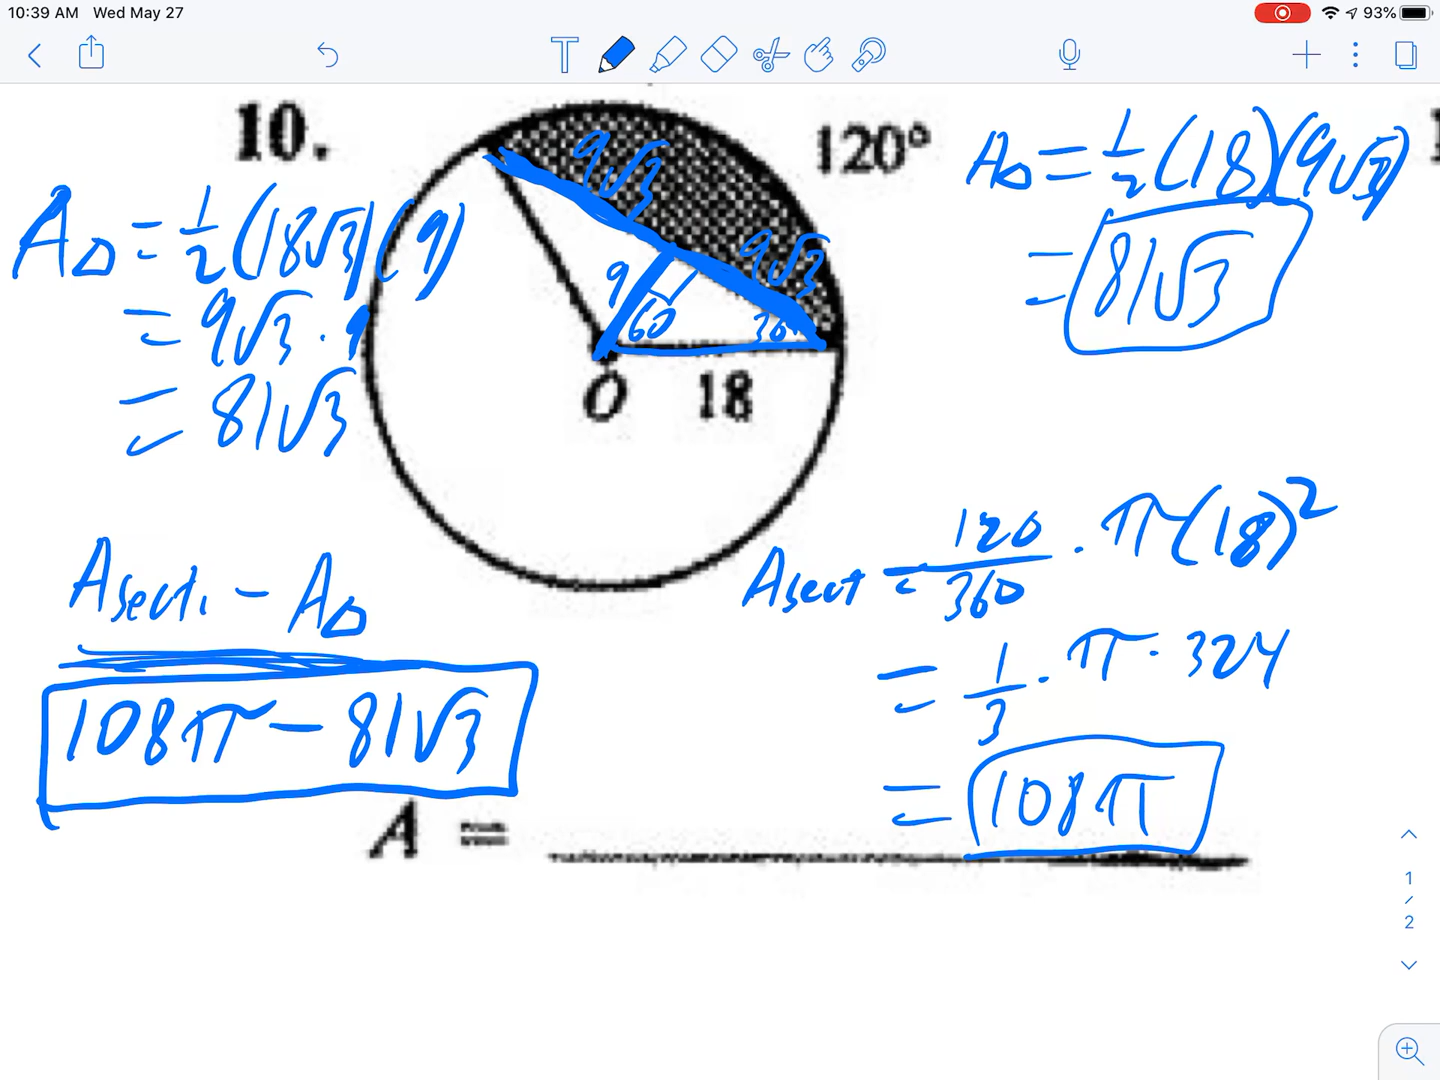 10:39 AM Wed May 27
93%
10.
120°
9√3
9√3
9
60
30
O
18
A△ = 1/2 (18√3)(9)
= 9√3 · 9
= 81√3
A△ = 1/2 (18)(9√3)
= 81√3
Asect. - A△
108π - 81√3
Asect = 120/360 · π(18)²
= 1/3 · π · 324
= 108π
A =
1
/
2